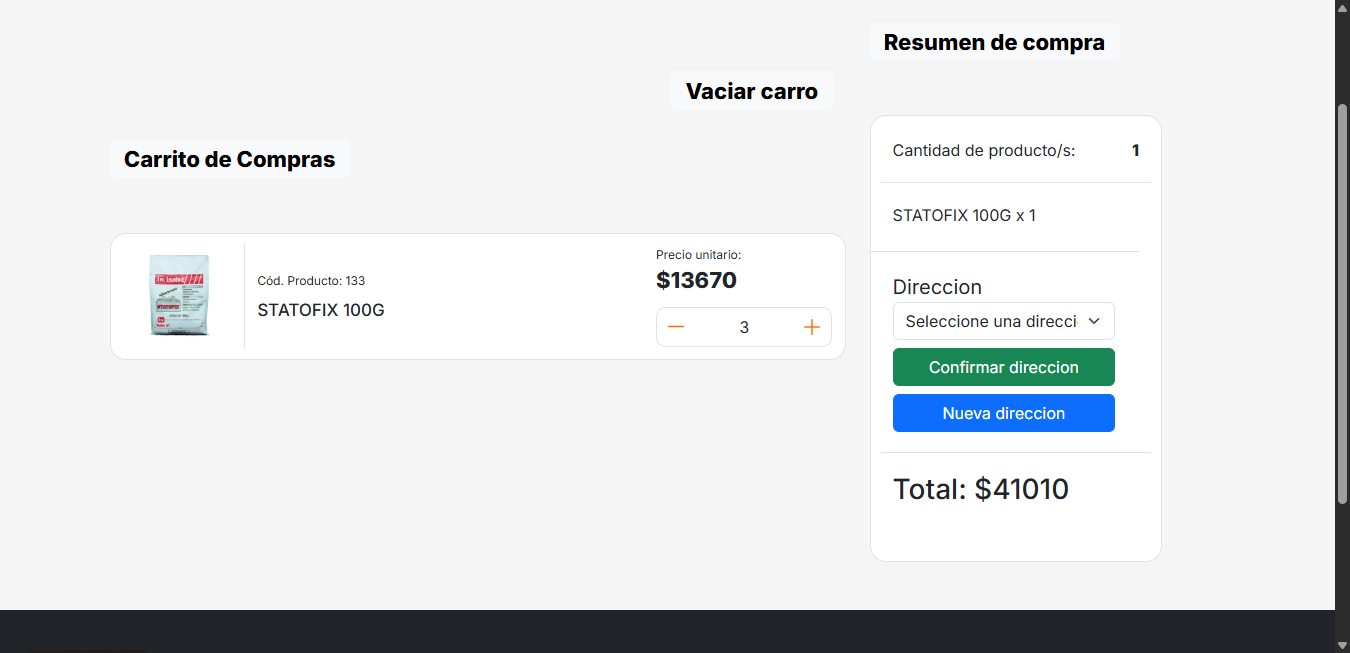 Resumen de compra
Vaciar carro
Carrito de Compras
Cantidad de producto/s: 1
STATOFIX 100G x 1
Cód. Producto: 133
STATOFIX 100G
Precio unitario:
$13670
3
Direccion
Seleccione una direcci
Confirmar direccion
Nueva direccion
Total: $41010